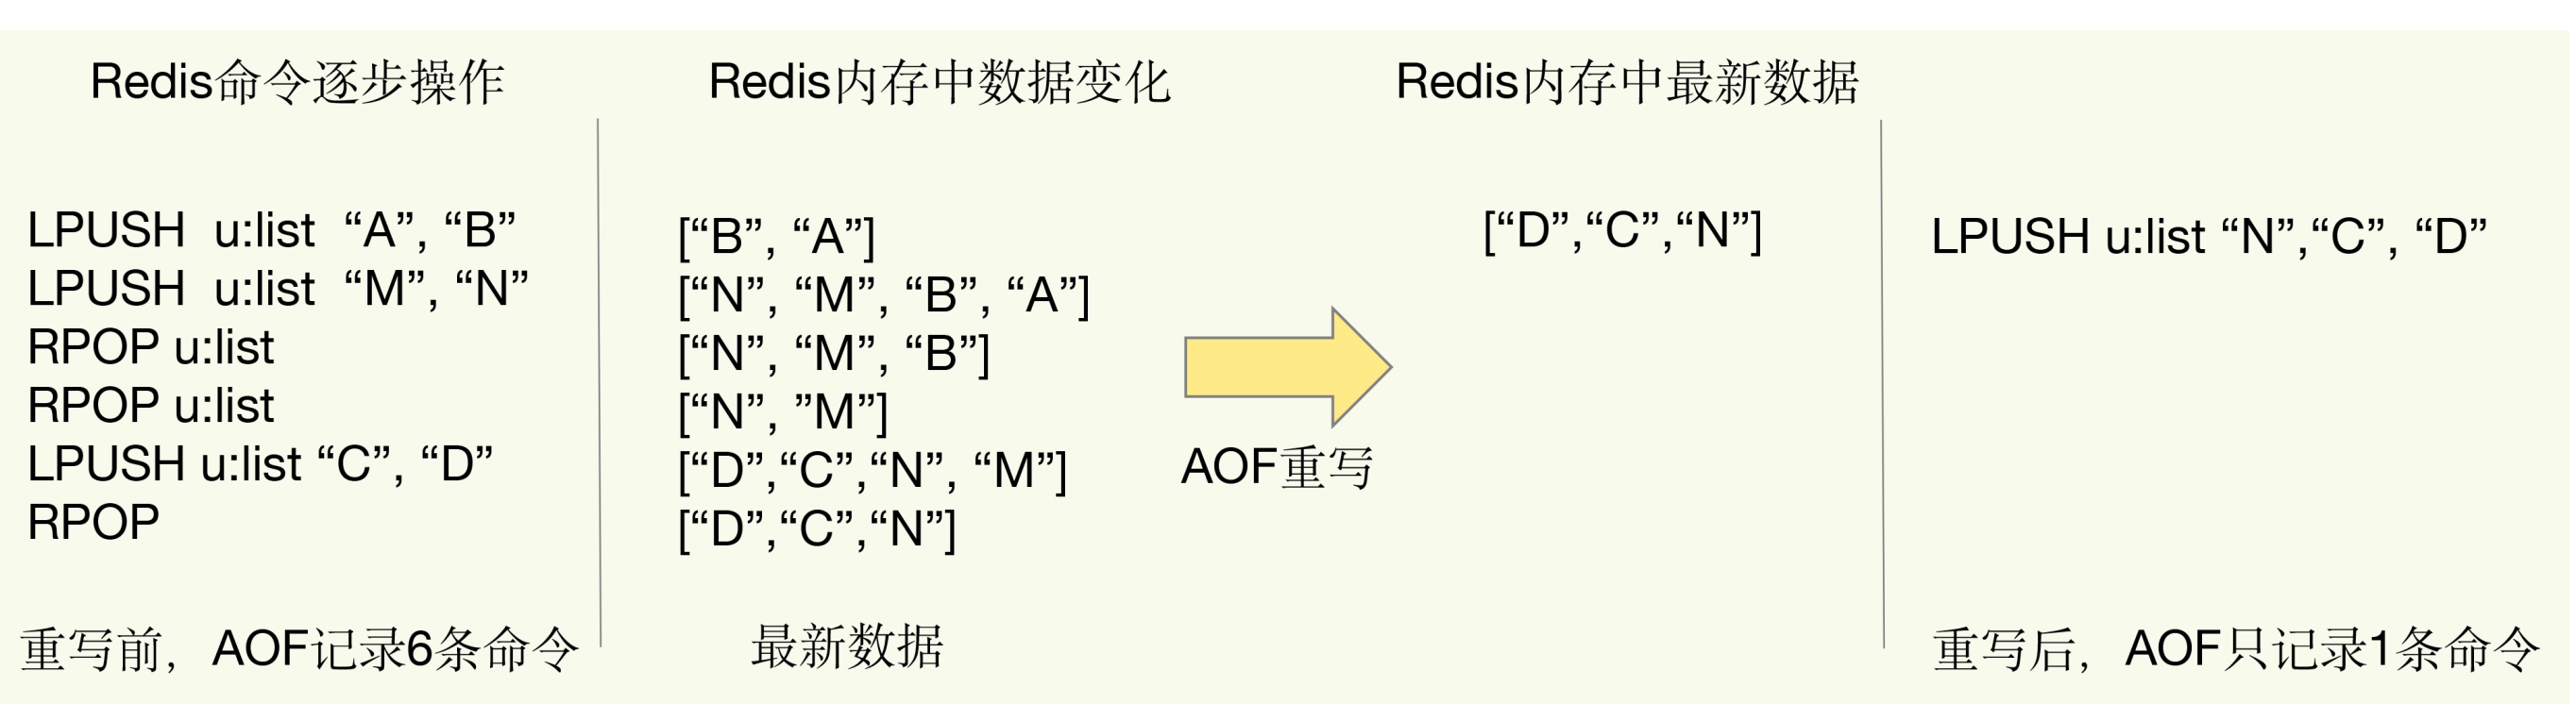 Redis命令逐步操作
LPUSH  u:list  “A”, “B”
LPUSH  u:list  “M”, “N”
RPOP u:list
RPOP u:list
LPUSH u:list “C”, “D”
RPOP
重写前，AOF记录6条命令
Redis内存中数据变化
[“B”, “A”]
[“N”, “M”, “B”, “A”]
[“N”, “M”, “B”]
[“N”, ”M”]
[“D”,“C”,“N”, “M”]
[“D”,“C”,“N”]
最新数据
AOF重写
Redis内存中最新数据
[“D”,“C”,“N”]
LPUSH u:list “N”,“C”, “D”
重写后，AOF只记录1条命令